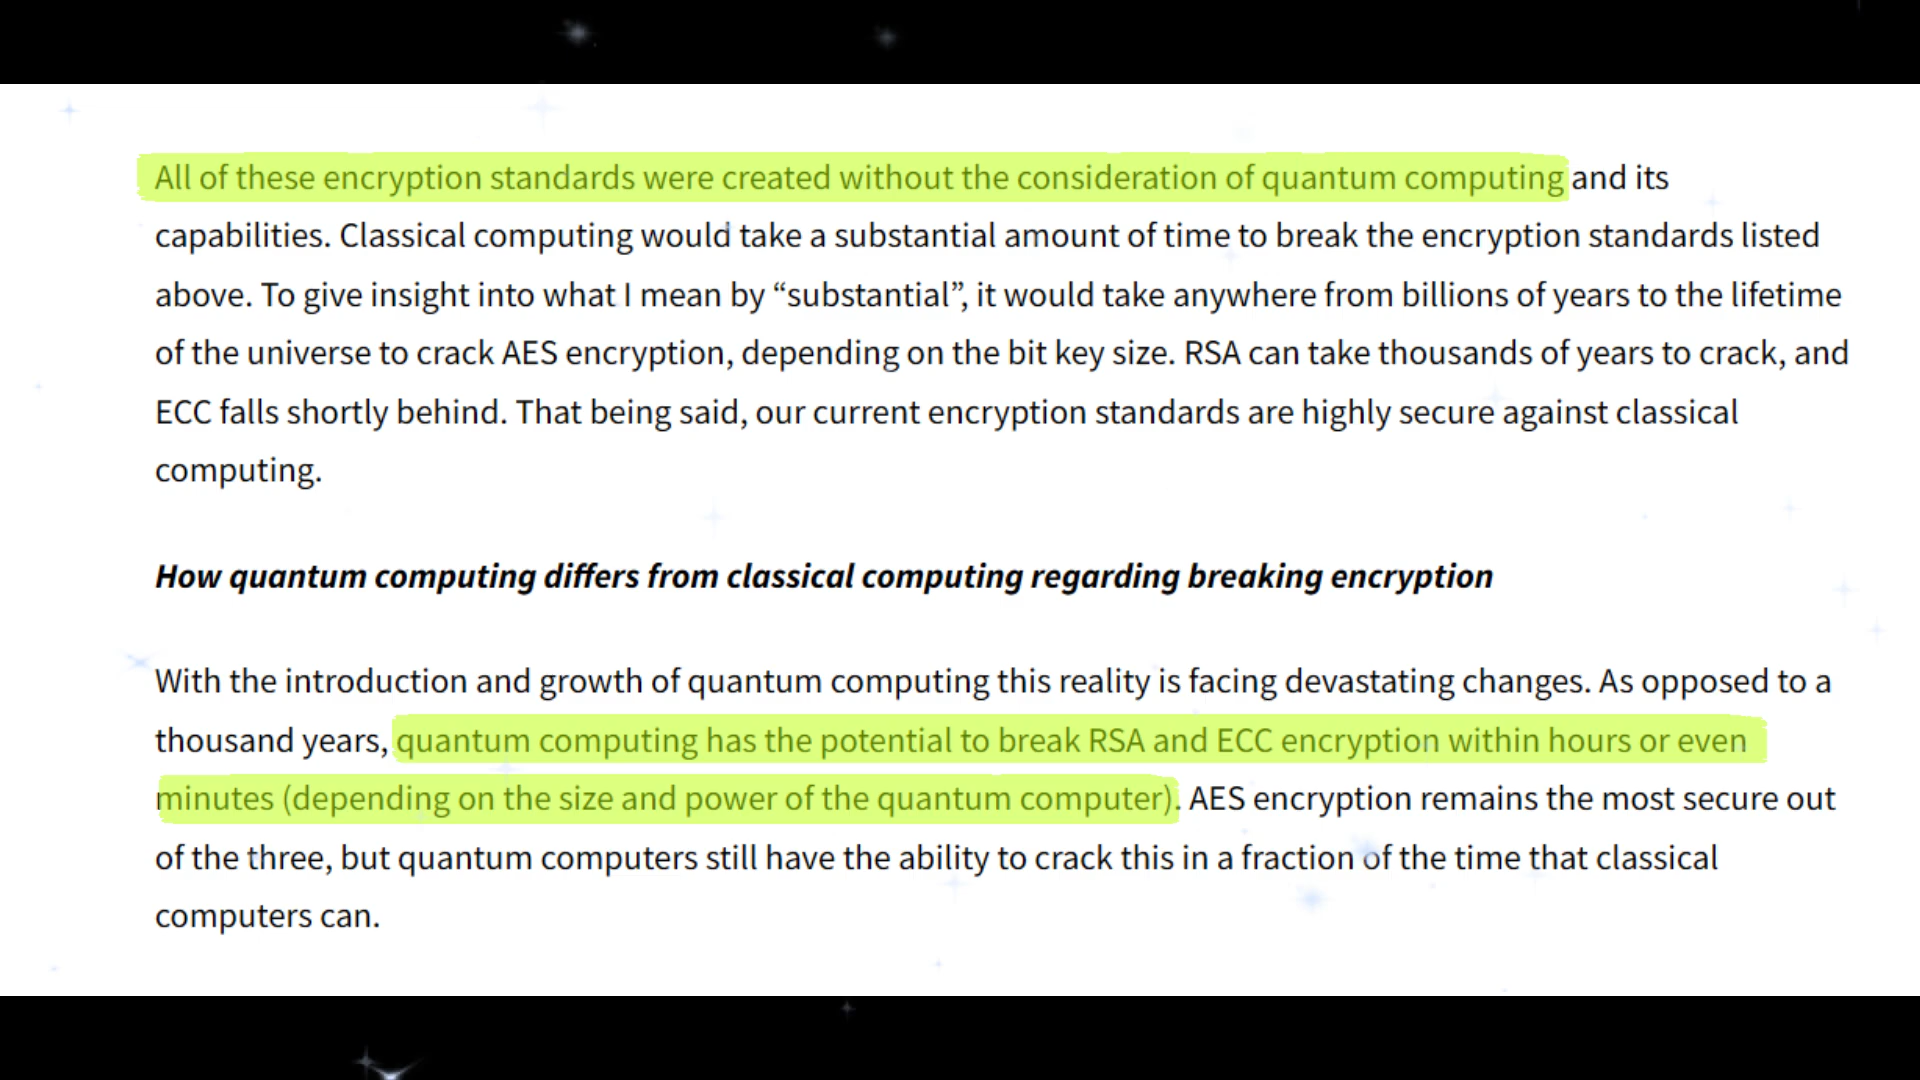 All of these encryption standards were created without the consideration of quantum computing and its
capabilities. Classical computing would take a substantial amount of time to break the encryption standards listed
above. To give insight into what I mean by “substantial”, it would take anywhere from billions of years to the lifetime
of the universe to crack AES encryption, depending on the bit key size. RSA can take thousands of years to crack, and
ECC falls shortly behind. That being said, our current encryption standards are highly secure against classical
computing.
How quantum computing differs from classical computing regarding breaking encryption
With the introduction and growth of quantum computing this reality is facing devastating changes. As opposed to a
thousand years, quantum computing has the potential to break RSA and ECC encryption within hours or even
minutes (depending on the size and power of the quantum computer). AES encryption remains the most secure out
of the three, but quantum computers still have the ability to crack this in a fraction of the time that classical
computers can.